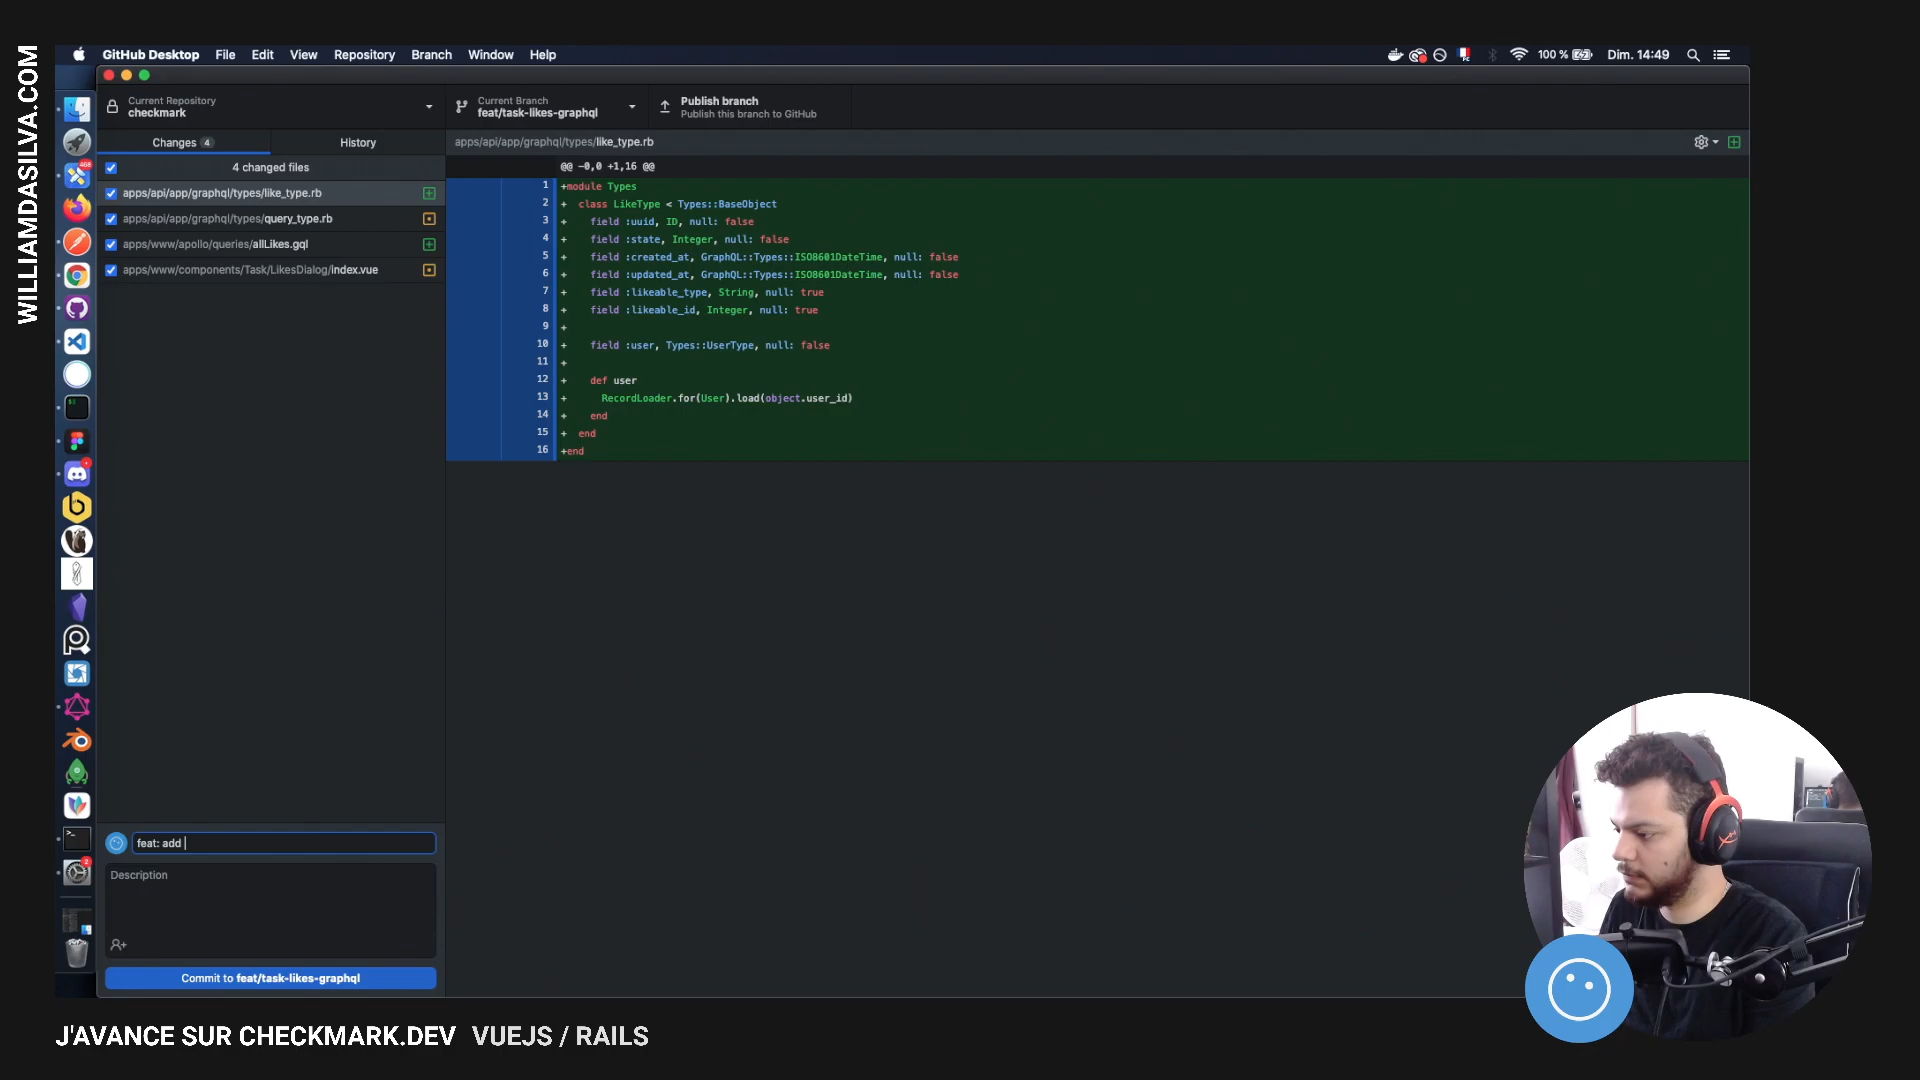 WILLIAMDASILVA.COM
GitHub Desktop File Edit View Repository Branch Window Help
100 % Dim. 14:49
Current Repository
checkmark
Current Branch
feat/task-likes-graphql
Publish branch
Publish this branch to GitHub
Changes 4 History
apps/api/app/graphql/types/like_type.rb
4 changed files
@@ -0,0 +1,16 @@
apps/api/app/graphql/types/like_type.rb
apps/api/app/graphql/types/query_type.rb
apps/www/apollo/queries/allLikes.gql
apps/www/components/Task/LikesDialog/index.vue
1 +module Types
2 + class LikeType < Types::BaseObject
3 + field :uuid, ID, null: false
4 + field :state, Integer, null: false
5 + field :created_at, GraphQL::Types::ISO8601DateTime, null: false
6 + field :updated_at, GraphQL::Types::ISO8601DateTime, null: false
7 + field :likeable_type, String, null: true
8 + field :likeable_id, Integer, null: true
9 +
10 + field :user, Types::UserType, null: false
11 +
12 + def user
13 + RecordLoader.for(User).load(object.user_id)
14 + end
15 + end
16 +end
feat: add
Description
Commit to feat/task-likes-graphql
J'AVANCE SUR CHECKMARK.DEV VUEJS / RAILS